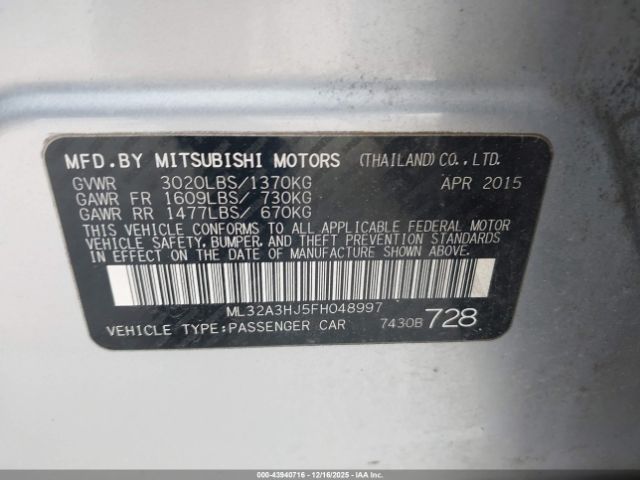 MFD.BY MITSUBISHI MOTORS (THAILAND)CO.,LTD.
GVWR 3020LBS/1370KG APR 2015
GAWR FR 1609LBS/ 730KG
GAWR RR 1477LBS/ 670KG
THIS VEHICLE CONFORMS TO ALL APPLICABLE FEDERAL MOTOR
VEHICLE SAFETY, BUMPER, AND THEFT PREVENTION STANDARDS
IN EFFECT ON THE DATE OF MANUFACTURE SHOWN ABOVE.
ML32A3HJ5FH048997
VEHICLE TYPE:PASSENGER CAR 7430B 728
000-43940716 - 12/16/2025 - IAAI, Inc.